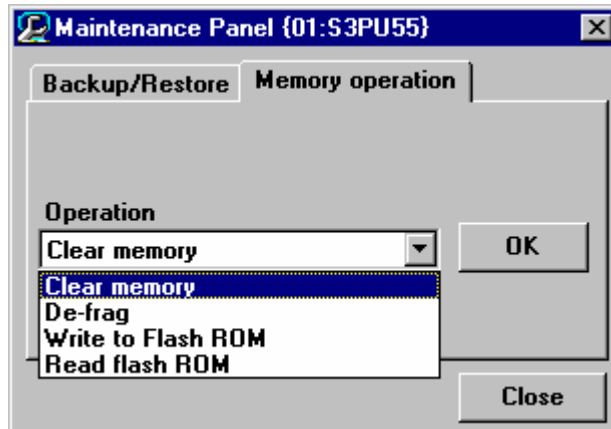 Maintenance Panel {01:S3PU55}
Backup/Restore Memory operation
Operation
Clear memory
OK
Clear memory
De-frag
Write to Flash ROM
Read flash ROM
Close